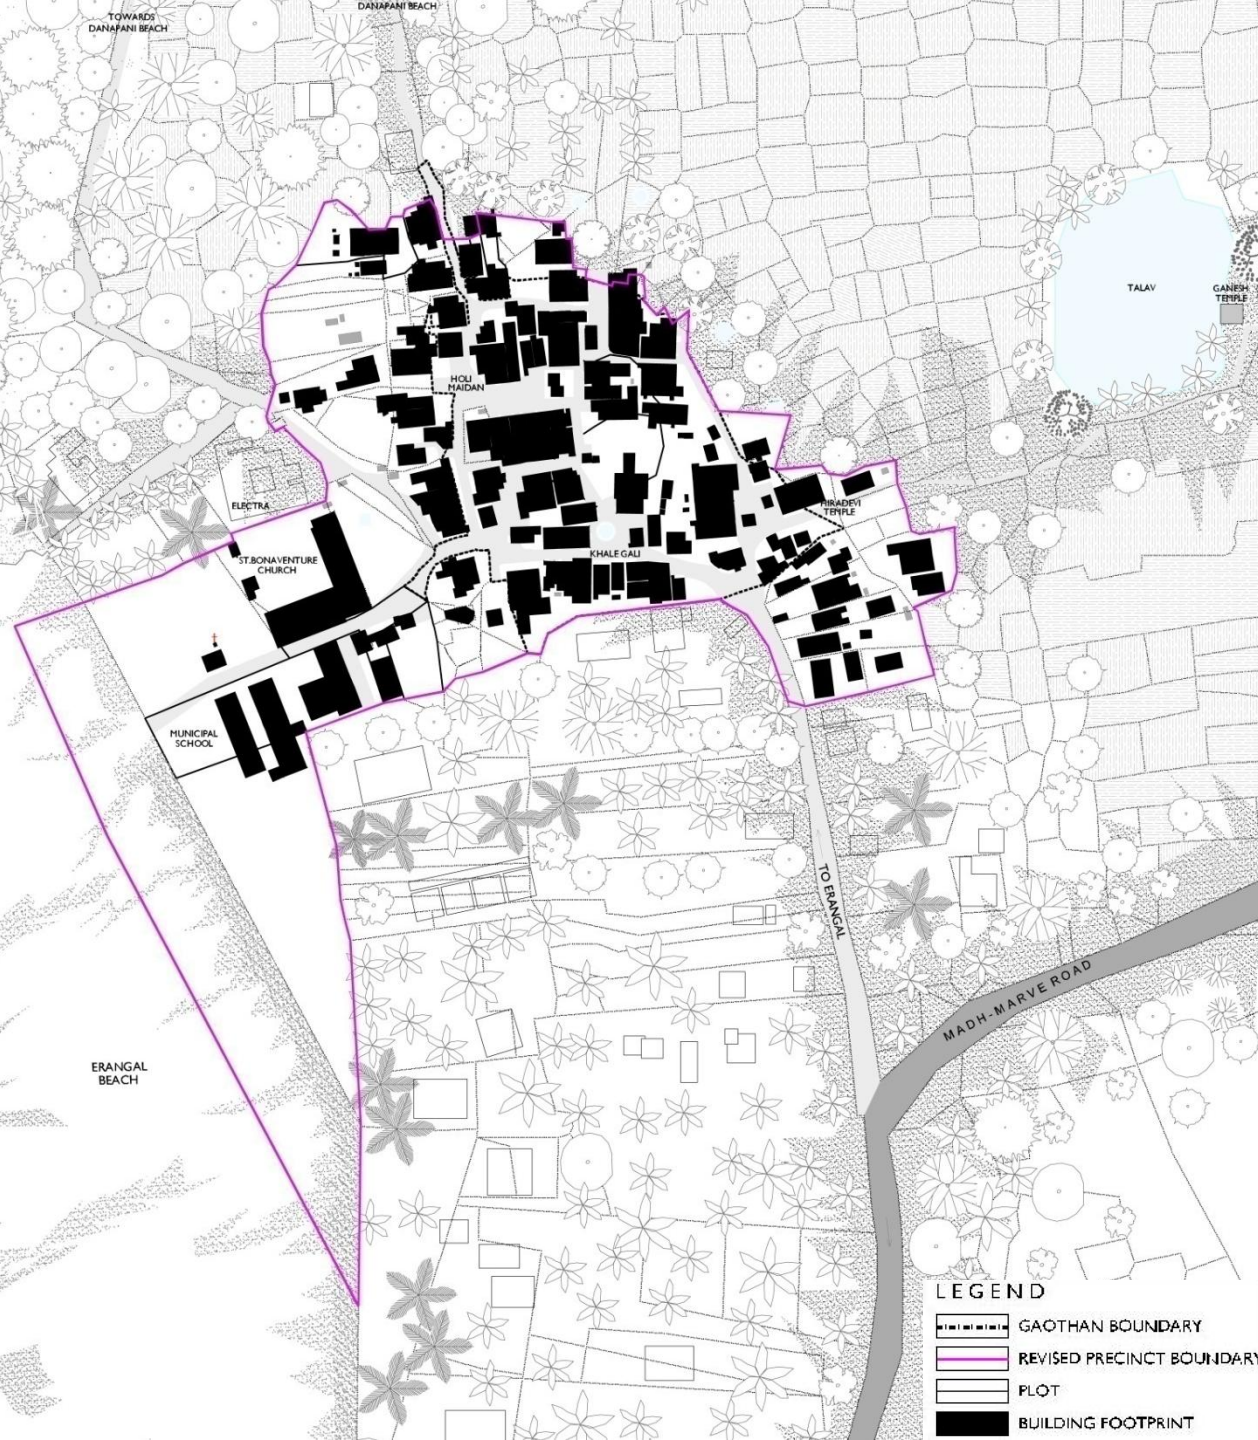 DANAPANI BEACH
TOWARDS
DANAPANI BEACH
TALAV
GANESH
TEMPLE
HOLI
MAIDAN
ELECTRA
HIRADEVI
TEMPLE
KHALE GALI
ST.BONAVENTURE
CHURCH
MUNICIPAL
SCHOOL
TO ERANGAL
MADH-MARVE ROAD
ERANGAL
BEACH
LEGEND
GAOTHAN BOUNDARY
REVISED PRECINCT BOUNDARY
PLOT
BUILDING FOOTPRINT